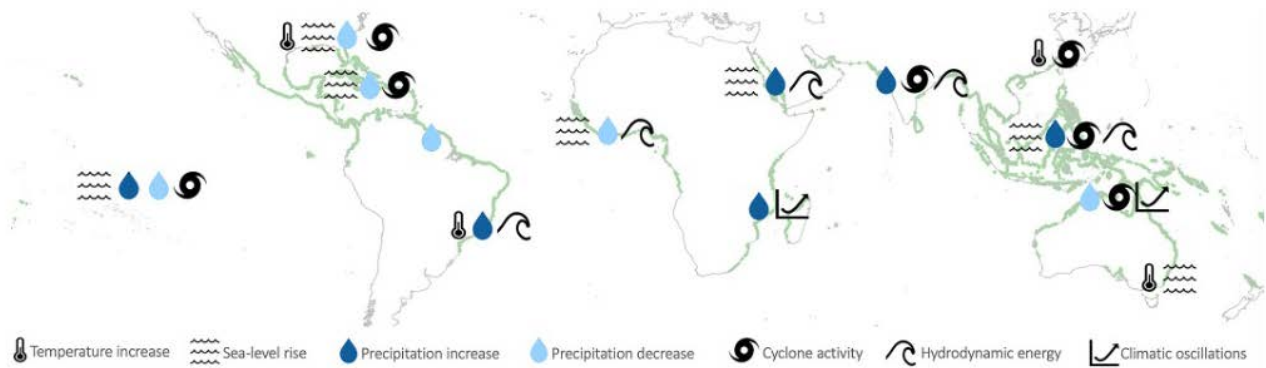 Temperature increase
Sea-level rise
Precipitation increase
Precipitation decrease
Cyclone activity
Hydrodynamic energy
Climatic oscillations